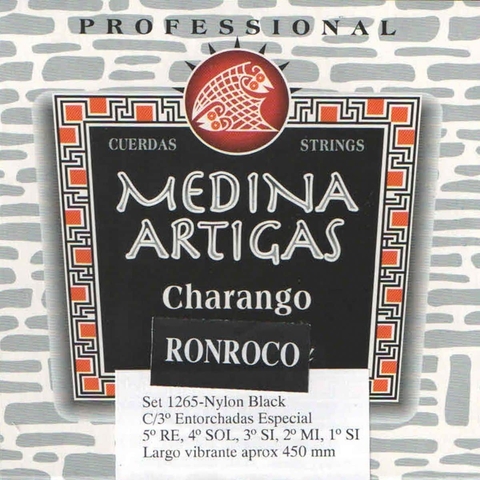 PROFESSIONAL
CUERDAS STRINGS
MEDINA
ARTIGAS
Charango
RONROCO
Set 1265-Nylon Black
C/3º Entorchadas Especial
5º RE, 4º SOL, 3º SI, 2º MI, 1º SI
Largo vibrante aprox 450 mm